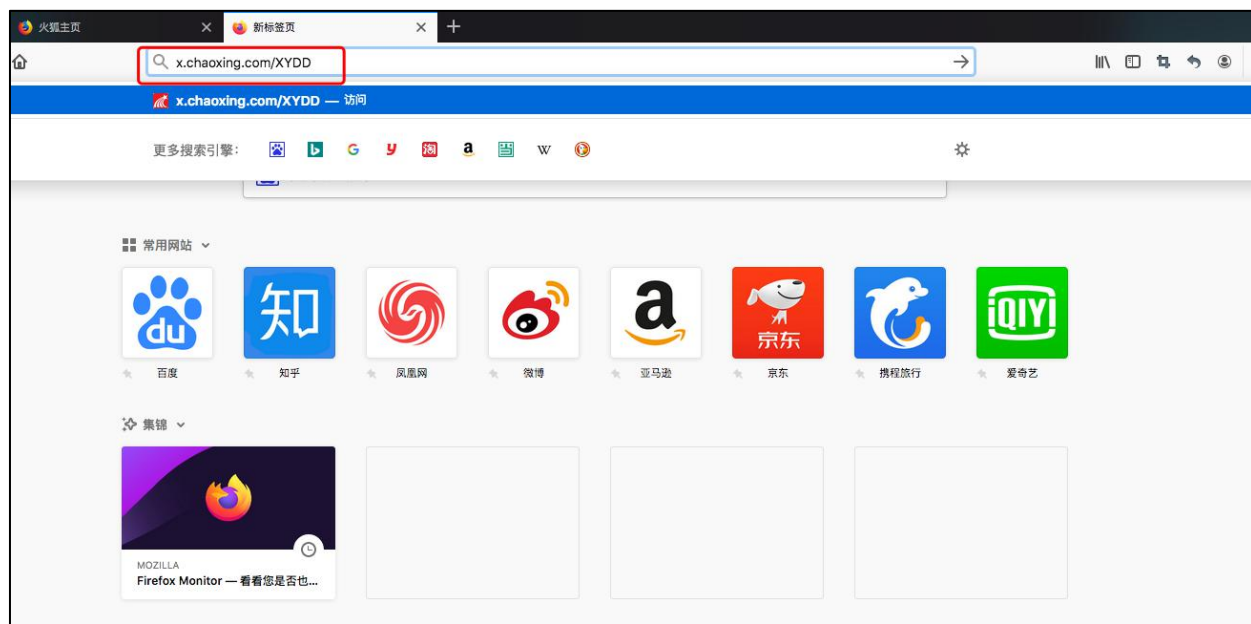 火狐主页
新标签页
x.chaoxing.com/XYDD
x.chaoxing.com/XYDD — 访问
更多搜索引擎:
常用网站
du
知
a
京东
iQIYI
百度
知乎
凤凰网
微博
亚马逊
京东
携程旅行
爱奇艺
集锦
MOZILLA
Firefox Monitor — 看看您是否也...